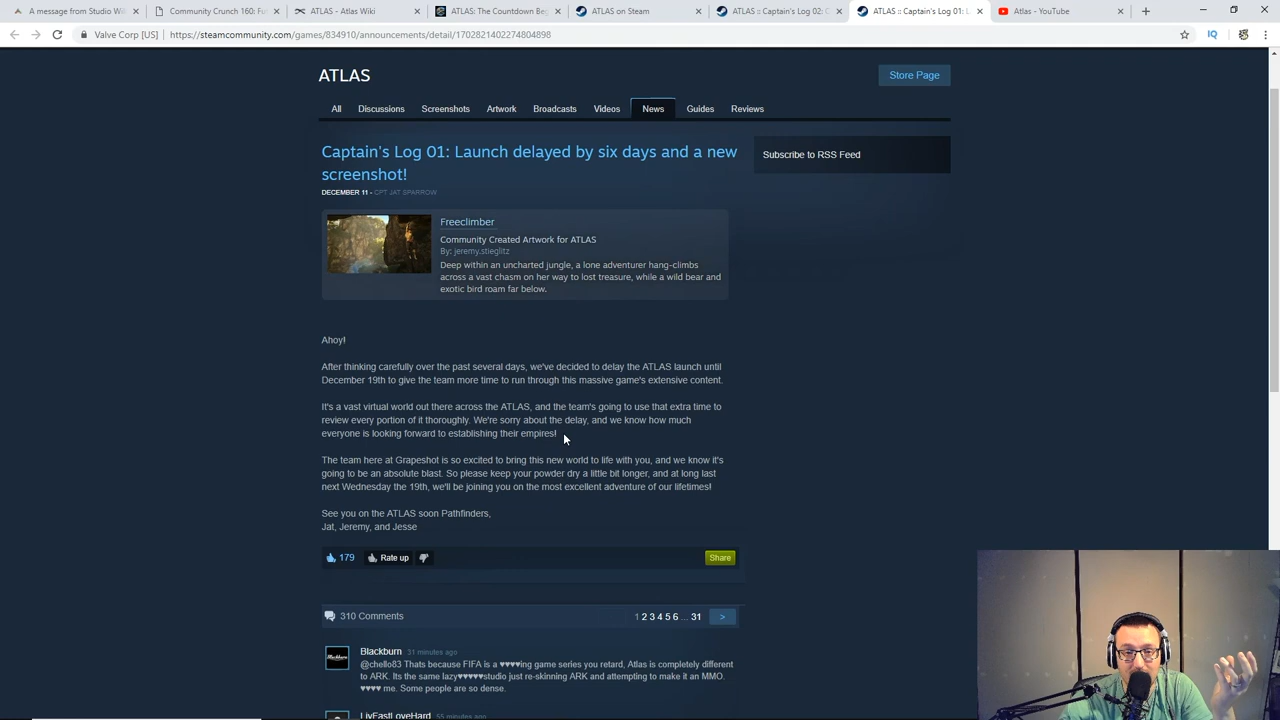 A message from Studio Wi
Community Crunch 160: Fu
ATLAS - Atlas Wiki
ATLAS: The Countdown Beg
ATLAS on Steam
ATLAS :: Captain's Log 02: C
ATLAS :: Captain's Log 01: L
Atlas - YouTube
Valve Corp [US] | https://steamcommunity.com/games/834910/announcements/detail/1702821402274804898
ATLAS
Store Page
All Discussions Screenshots Artwork Broadcasts Videos News Guides Reviews
Captain's Log 01: Launch delayed by six days and a new
screenshot!
Subscribe to RSS Feed
DECEMBER 11 - CPT JAT SPARROW
Freeclimber
Community Created Artwork for ATLAS
By: jeremy.stieglitz
Deep within an uncharted jungle, a lone adventurer hang-climbs
across a vast chasm on her way to lost treasure, while a wild bear and
exotic bird roam far below.
Ahoy!
After thinking carefully over the past several days, we've decided to delay the ATLAS launch until
December 19th to give the team more time to run through this massive game's extensive content.
It's a vast virtual world out there across the ATLAS, and the team's going to use that extra time to
review every portion of it thoroughly. We're sorry about the delay, and we know how much
everyone is looking forward to establishing their empires!
The team here at Grapeshot is so excited to bring this new world to life with you, and we know it's
going to be an absolute blast. So please keep your powder dry a little bit longer, and at long last
next Wednesday the 19th, we'll be joining you on the most excellent adventure of our lifetimes!
See you on the ATLAS soon Pathfinders,
Jat, Jeremy, and Jesse
179 Rate up
Share
310 Comments
1 2 3 4 5 6 ... 31 >
Blackburn 31 minutes ago
@chello83 Thats because FIFA is a ♥♥♥♥ing game series you retard, Atlas is completely different
to ARK. Its the same lazy♥♥♥♥♥studio just re-skinning ARK and attempting to make it an MMO.
♥♥♥♥ me. Some people are so dense.
LivEastLoveHard 55 minutes ago